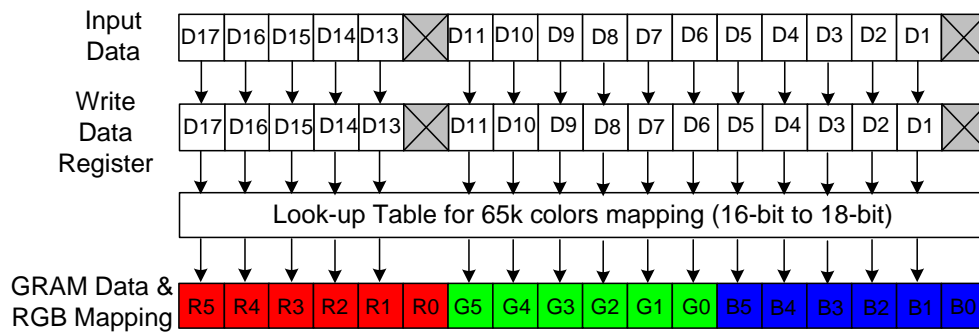 Input
Data
D17 D16 D15 D14 D13 D11 D10 D9 D8 D7 D6 D5 D4 D3 D2 D1
Write
Data
Register
D17 D16 D15 D14 D13 D11 D10 D9 D8 D7 D6 D5 D4 D3 D2 D1
Look-up Table for 65k colors mapping (16-bit to 18-bit)
GRAM Data &
RGB Mapping
R5 R4 R3 R2 R1 R0 G5 G4 G3 G2 G1 G0 B5 B4 B3 B2 B1 B0